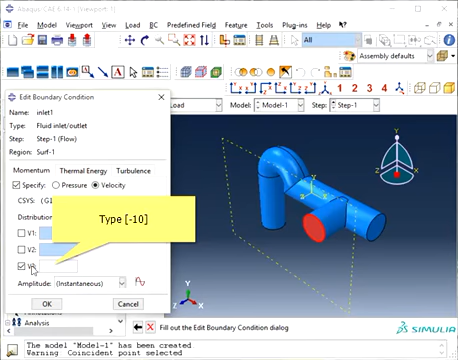 Abaqus/CAE 6.14-1 [Viewport: 1]
File Model Viewport View Load BC Predefined Field Feature Tools Plug-ins Help
All
Assembly defaults
1 2 3 4
Load Model: Model-1 Step: Step-1
Edit Boundary Condition
Name: inlet1
Type: Fluid inlet/outlet
Step: Step-1 (Flow)
Region: Surf-1
Momentum Thermal Energy Turbulence
Specify: Pressure Velocity
CSYS: (Gl
Distribution
V1:
V2:
Type [-10]
Amplitude: (Instantaneous)
OK Cancel
Analysis
Y
Z X
Fill out the Edit Boundary Condition dialog
SIMULIA
The model "Model-1" has been created
Warning Coincident point selected